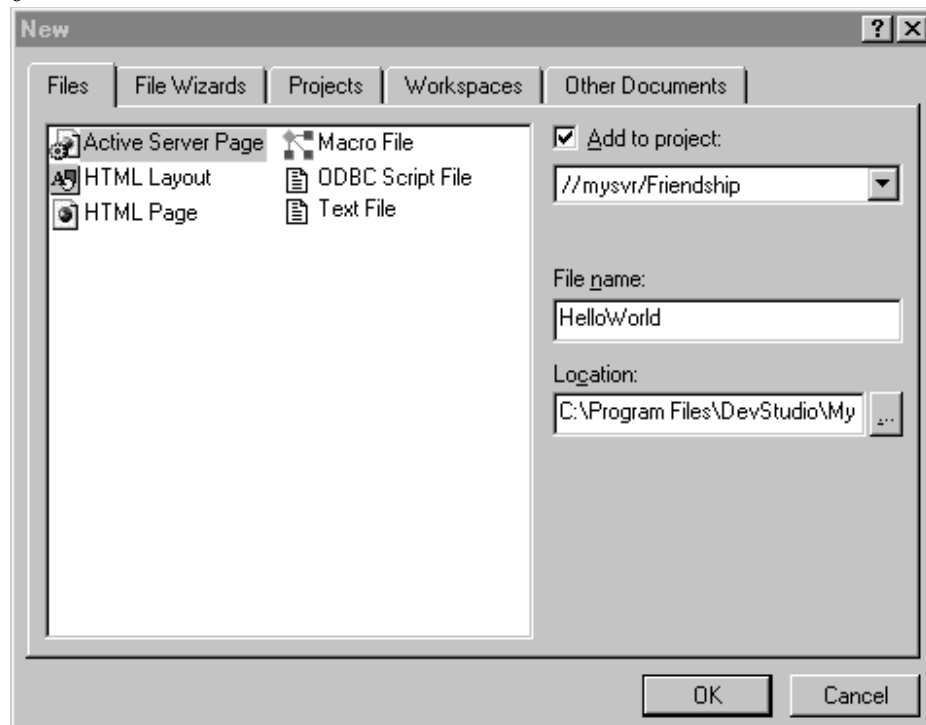 New
Files File Wizards Projects Workspaces Other Documents
Active Server Page
HTML Layout
HTML Page
Macro File
ODBC Script File
Text File
Add to project:
//mysvr/Friendship
File name:
HelloWorld
Location:
C:\Program Files\DevStudio\My ...
OK Cancel